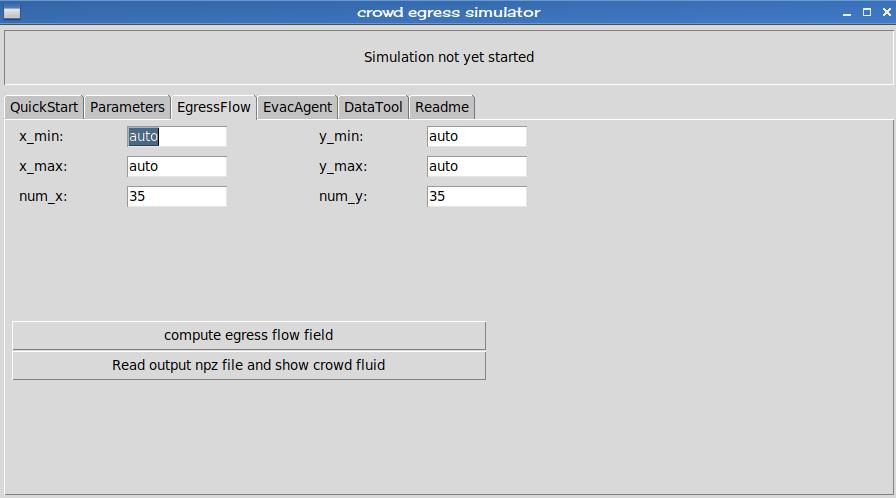 crowd egress simulator
Simulation not yet started
QuickStart Parameters EgressFlow EvacAgent DataTool Readme
x_min: auto y_min: auto
x_max: auto y_max: auto
num_x: 35 num_y: 35
compute egress flow field
Read output npz file and show crowd fluid